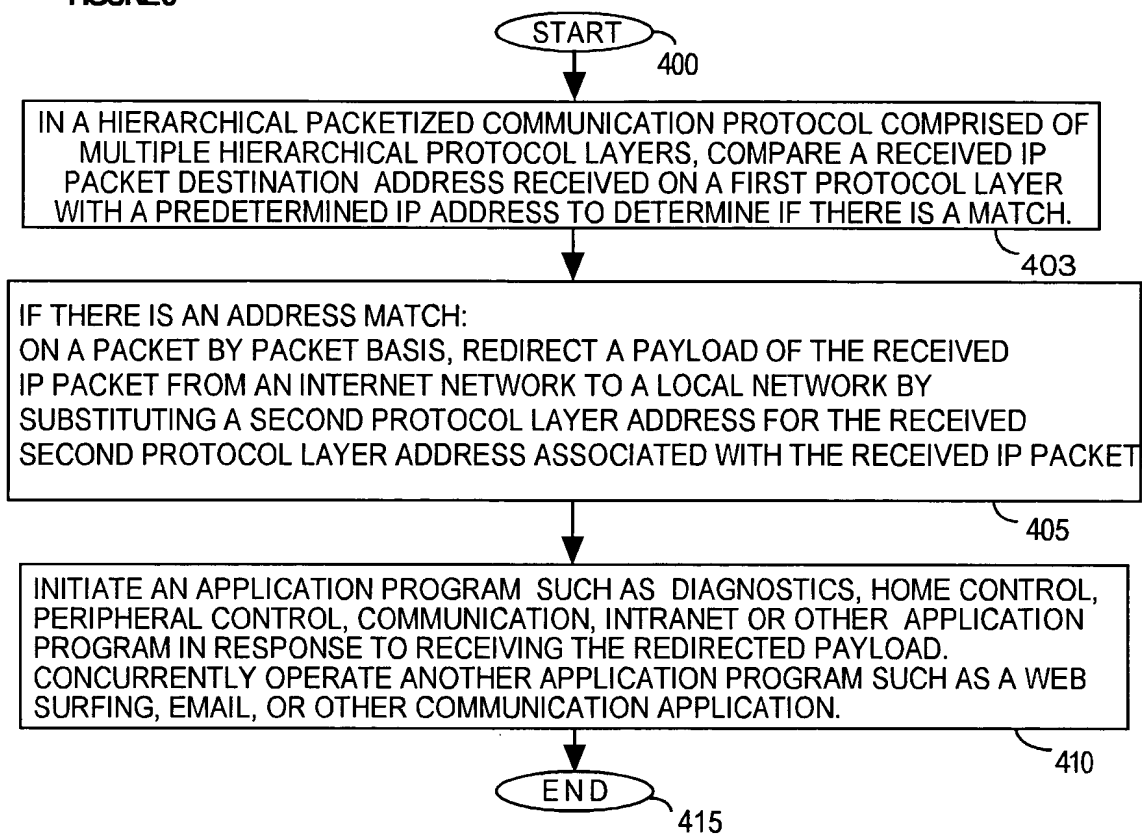 START
400
IN A HIERARCHICAL PACKETIZED COMMUNICATION PROTOCOL COMPRISED OF
MULTIPLE HIERARCHICAL PROTOCOL LAYERS, COMPARE A RECEIVED IP
PACKET DESTINATION ADDRESS RECEIVED ON A FIRST PROTOCOL LAYER
WITH A PREDETERMINED IP ADDRESS TO DETERMINE IF THERE IS A MATCH.
403
IF THERE IS AN ADDRESS MATCH:
ON A PACKET BY PACKET BASIS, REDIRECT A PAYLOAD OF THE RECEIVED
IP PACKET FROM AN INTERNET NETWORK TO A LOCAL NETWORK BY
SUBSTITUTING A SECOND PROTOCOL LAYER ADDRESS FOR THE RECEIVED
SECOND PROTOCOL LAYER ADDRESS ASSOCIATED WITH THE RECEIVED IP PACKET
405
INITIATE AN APPLICATION PROGRAM SUCH AS DIAGNOSTICS, HOME CONTROL,
PERIPHERAL CONTROL, COMMUNICATION, INTRANET OR OTHER APPLICATION
PROGRAM IN RESPONSE TO RECEIVING THE REDIRECTED PAYLOAD.
CONCURRENTLY OPERATE ANOTHER APPLICATION PROGRAM SUCH AS A WEB
SURFING, EMAIL, OR OTHER COMMUNICATION APPLICATION.
410
END
415